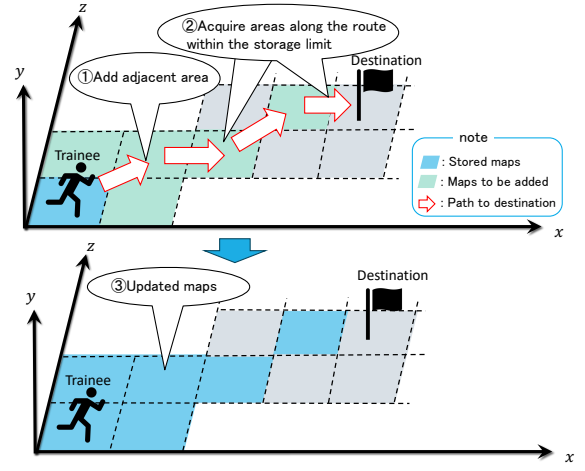 z
②Acquire areas along the route
within the storage limit
Destination
y
①Add adjacent area
Trainee
note
: Stored maps
: Maps to be added
: Path to destination
x
z
Destination
y
③Updated maps
Trainee
x